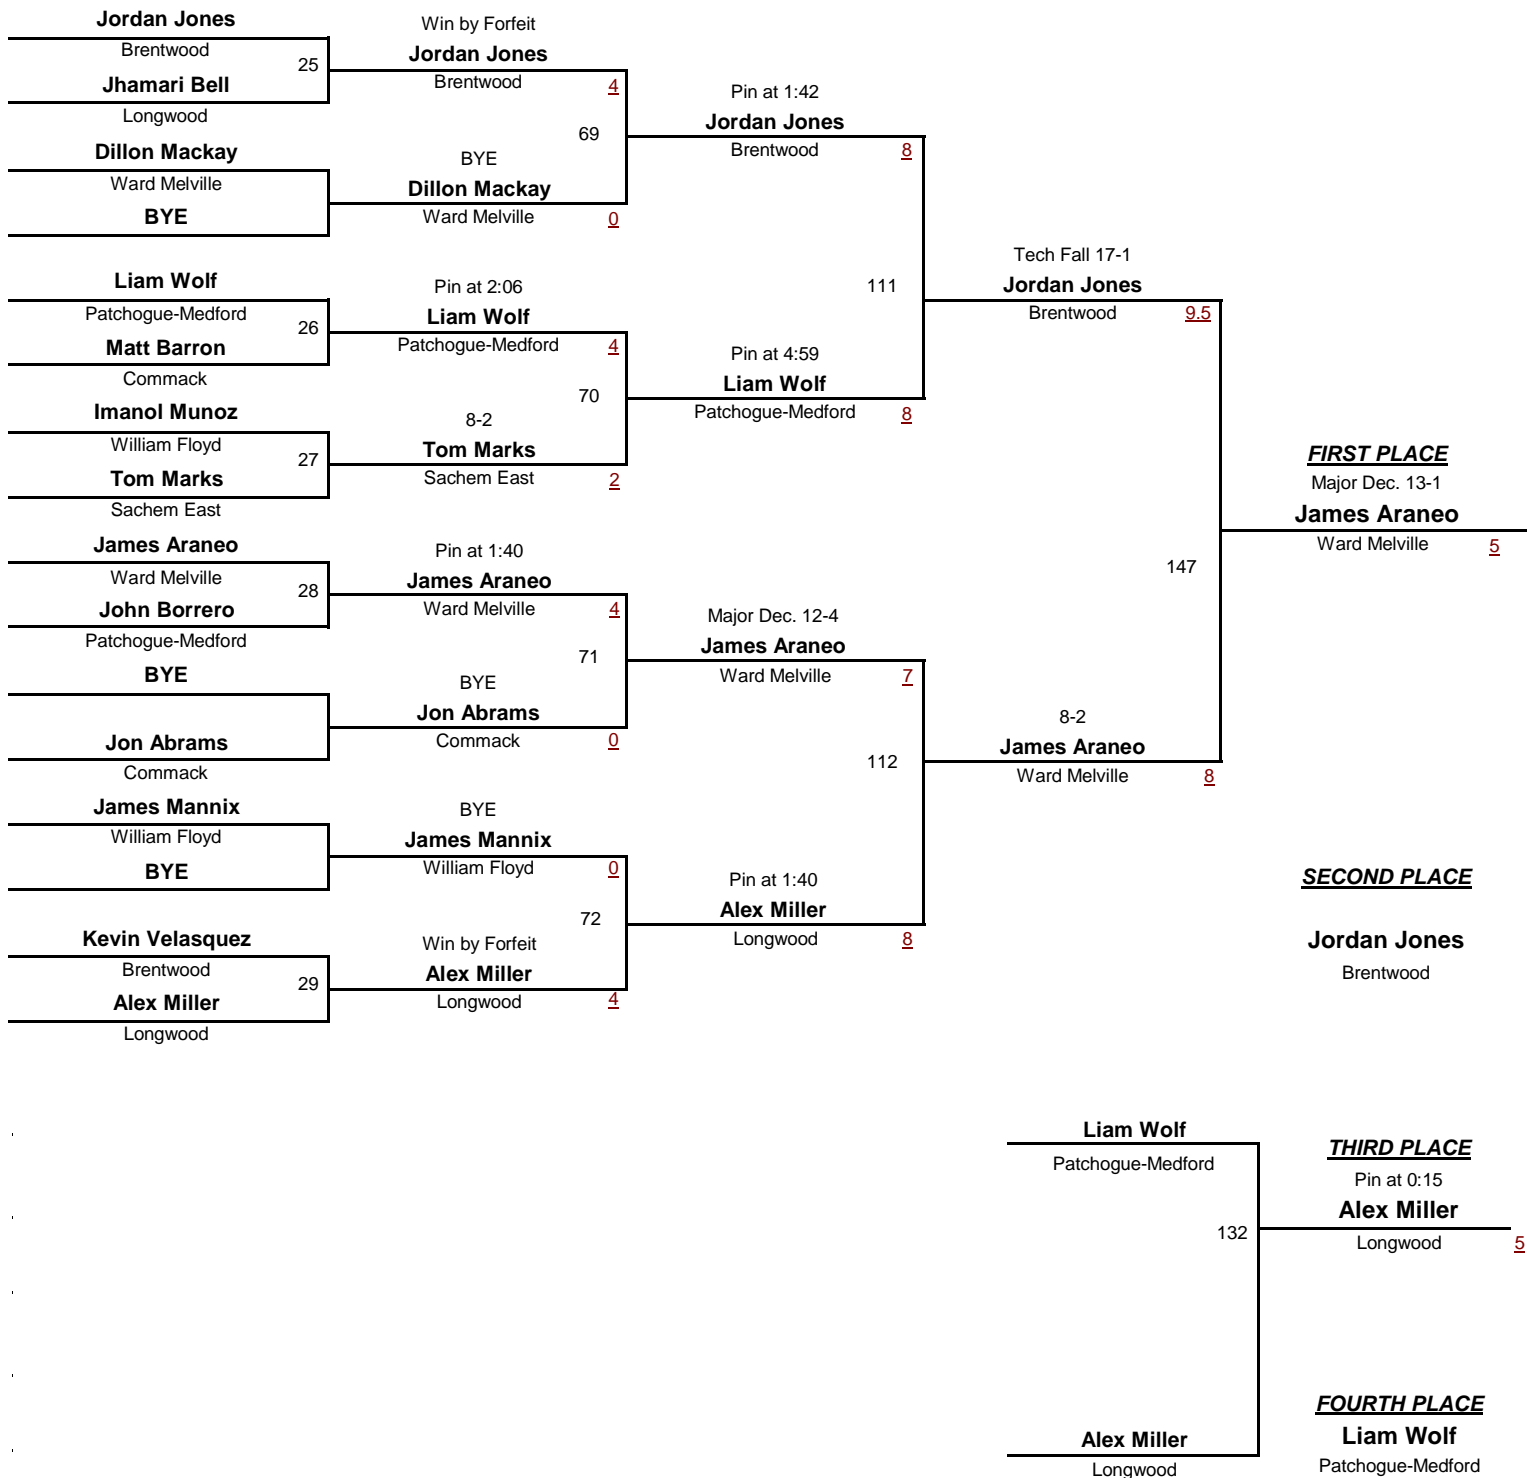 Jordan Jones
Brentwood
25
Jhamari Bell
Longwood
Dillon Mackay
Ward Melville
BYE
Liam Wolf
Patchogue-Medford
26
Matt Barron
Commack
Imanol Munoz
William Floyd
27
Tom Marks
Sachem East
James Araneo
Ward Melville
28
John Borrero
Patchogue-Medford
BYE
Jon Abrams
Commack
James Mannix
William Floyd
BYE
Kevin Velasquez
Brentwood
29
Alex Miller
Longwood
Win by Forfeit
Jordan Jones
Brentwood
4
69
BYE
Dillon Mackay
Ward Melville
0
Pin at 2:06
Liam Wolf
Patchogue-Medford
4
70
8-2
Tom Marks
Sachem East
2
Pin at 1:40
James Araneo
Ward Melville
4
71
BYE
Jon Abrams
Commack
0
BYE
James Mannix
William Floyd
0
72
Win by Forfeit
Alex Miller
Longwood
4
Pin at 1:42
Jordan Jones
Brentwood
8
111
Pin at 4:59
Liam Wolf
Patchogue-Medford
8
Major Dec. 12-4
James Araneo
Ward Melville
7
112
Pin at 1:40
Alex Miller
Longwood
8
Tech Fall 17-1
Jordan Jones
Brentwood
9.5
147
8-2
James Araneo
Ward Melville
8
FIRST PLACE
Major Dec. 13-1
James Araneo
Ward Melville
5
SECOND PLACE
Jordan Jones
Brentwood
Liam Wolf
Patchogue-Medford
132
Alex Miller
Longwood
THIRD PLACE
Pin at 0:15
Alex Miller
Longwood
5
FOURTH PLACE
Liam Wolf
Patchogue-Medford